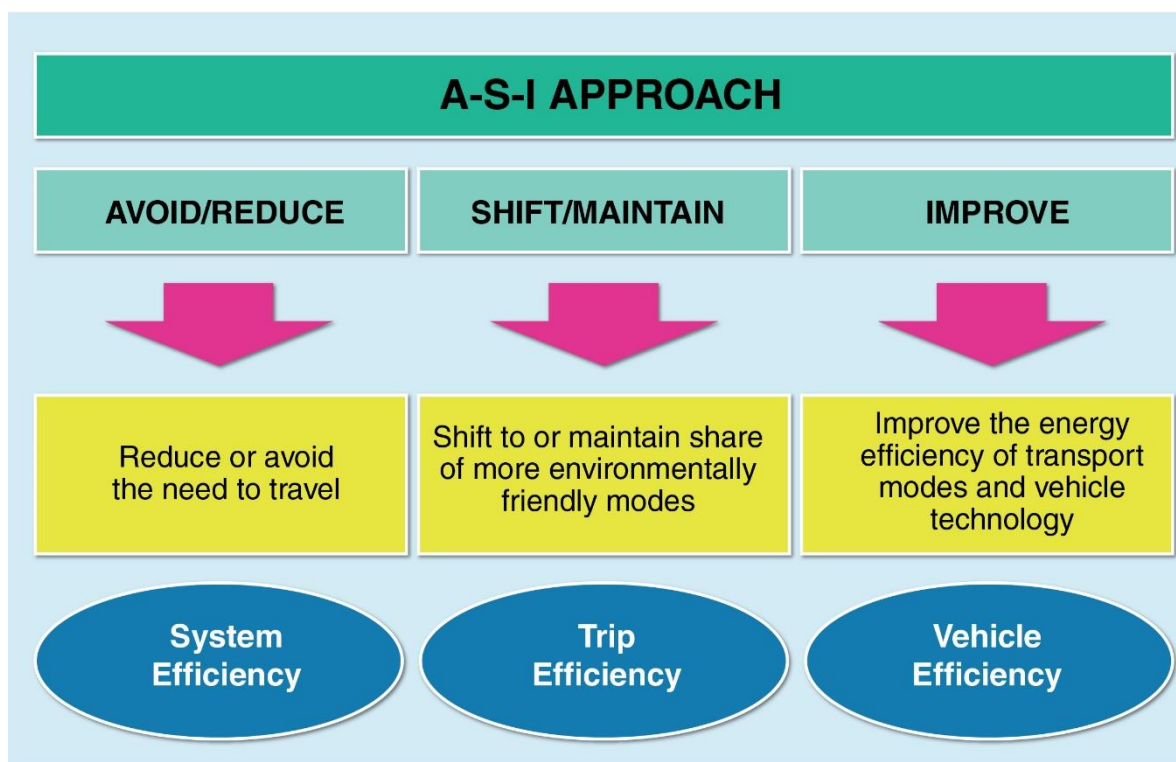 A-S-I APPROACH
AVOID/REDUCE
SHIFT/MAINTAIN
IMPROVE
Reduce or avoid
the need to travel
Shift to or maintain share
of more environmentally
friendly modes
Improve the energy
efficiency of transport
modes and vehicle
technology
System
Efficiency
Trip
Efficiency
Vehicle
Efficiency